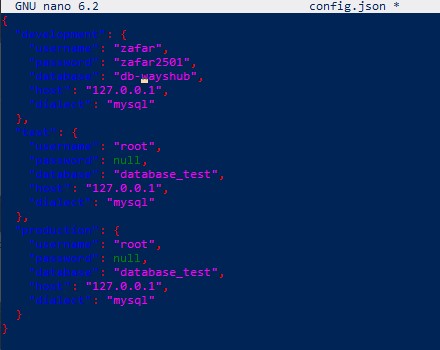 GNU nano 6.2 config.json *
{
"development": {
"username": "zafar",
"password": "zafar2501",
"database": "db-wayshub",
"host": "127.0.0.1",
"dialect": "mysql"
},
"test": {
"username": "root",
"password": null,
"database": "database_test",
"host": "127.0.0.1",
"dialect": "mysql"
},
"production": {
"username": "root",
"password": null,
"database": "database_test",
"host": "127.0.0.1",
"dialect": "mysql"
}
}